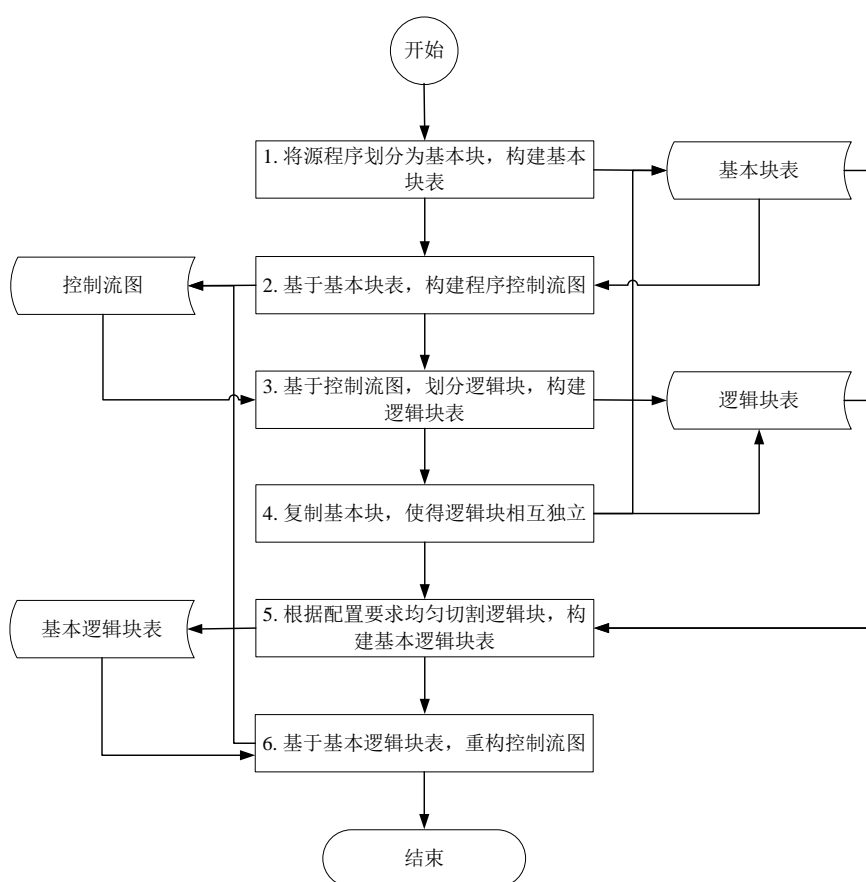 开始
1. 将源程序划分为基本块，构建基本
块表
基本块表
控制流图
2. 基于基本块表，构建程序控制流图
3. 基于控制流图，划分逻辑块，构建
逻辑块表
逻辑块表
4. 复制基本块，使得逻辑块相互独立
基本逻辑块表
5. 根据配置要求均匀切割逻辑块，构
建基本逻辑块表
6. 基于基本逻辑块表，重构控制流图
结束